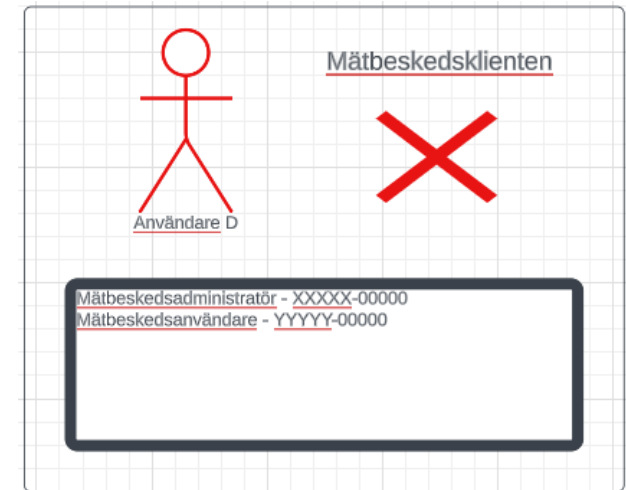 Mätbeskedsklienten
Användare D
Mätbeskedsadministratör - XXXXX-00000
Mätbeskedsanvändare - YYYYY-00000